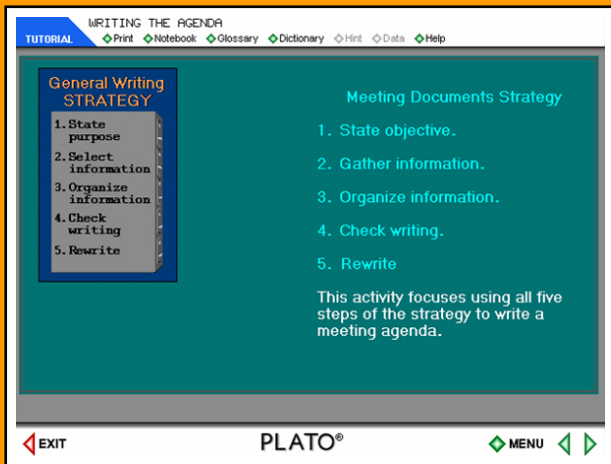 WRITING THE AGENDA
TUTORIAL Print Notebook Glossary Dictionary Hint Data Help
General Writing
STRATEGY
1. State
purpose
2. Select
information
3. Organize
information
4. Check
writing
5. Rewrite
Meeting Documents Strategy
1. State objective.
2. Gather information.
3. Organize information.
4. Check writing.
5. Rewrite
This activity focuses using all five
steps of the strategy to write a
meeting agenda.
EXIT PLATO® MENU